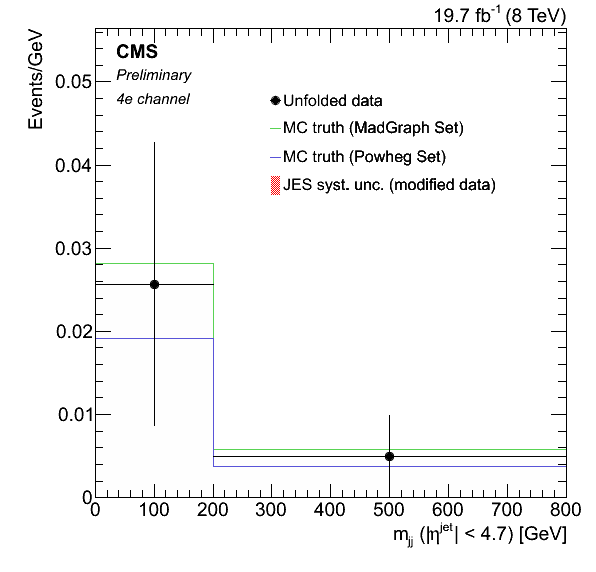 19.7 fb⁻¹ (8 TeV)
Events/GeV
CMS
Preliminary
4e channel
Unfolded data
MC truth (MadGraph Set)
MC truth (Powheg Set)
JES syst. unc. (modified data)
0.05
0.04
0.03
0.02
0.01
0
0 100 200 300 400 500 600 700 800
m_jj (|η^jet| < 4.7) [GeV]